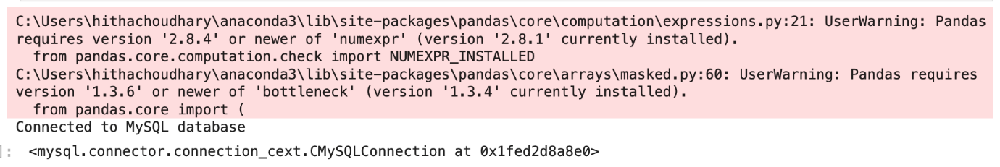 C:\Users\hithachoudhary\anaconda3\lib\site-packages\pandas\core\computation\expressions.py:21: UserWarning: Pandas
requires version '2.8.4' or newer of 'numexpr' (version '2.8.1' currently installed).
  from pandas.core.computation.check import NUMEXPR_INSTALLED
C:\Users\hithachoudhary\anaconda3\lib\site-packages\pandas\core\arrays\masked.py:60: UserWarning: Pandas requires
version '1.3.6' or newer of 'bottleneck' (version '1.3.4' currently installed).
  from pandas.core import (
Connected to MySQL database
]: <mysql.connector.connection_cext.CMySQLConnection at 0x1fed2d8a8e0>